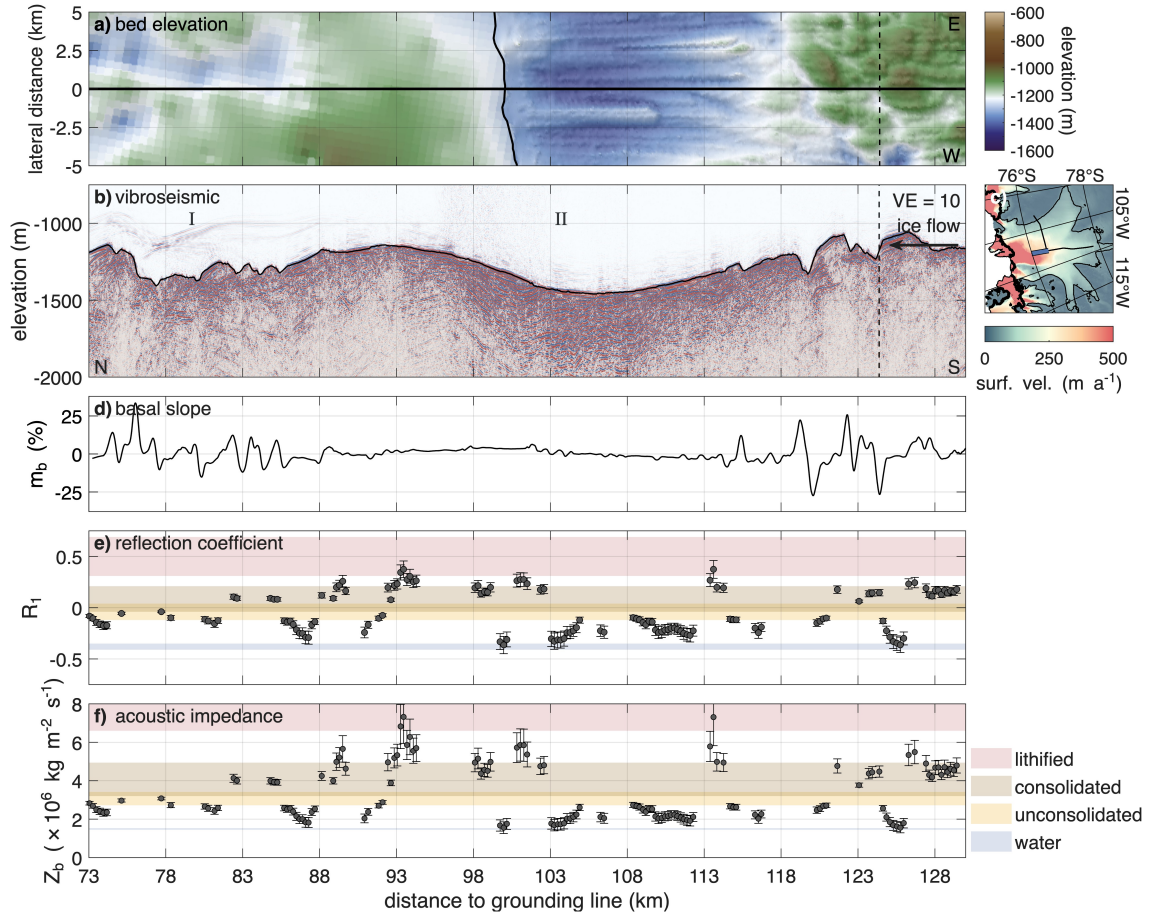 a) bed elevation
E
W
lateral distance (km)
5
2.5
0
-2.5
-5
-600
-800
-1000
-1200
-1400
-1600
elevation (m)
b) vibroseismic
I
II
VE = 10
ice flow
N
S
elevation (m)
-1000
-1500
-2000
76°S 78°S
105°W
115°W
0 250 500
surf. vel. (m a⁻¹)
d) basal slope
m_b (%)
25
0
-25
e) reflection coefficient
R₁
0.5
0
-0.5
f) acoustic impedance
Z_b (× 10⁶ kg m⁻² s⁻¹)
8
6
4
2
0
73 78 83 88 93 98 103 108 113 118 123 128
distance to grounding line (km)
lithified
consolidated
unconsolidated
water